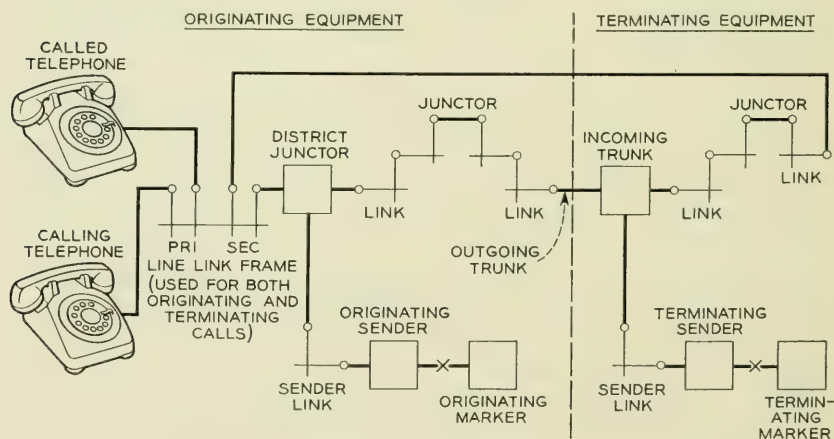 ORIGINATING EQUIPMENT
TERMINATING EQUIPMENT
CALLED
TELEPHONE
CALLING
TELEPHONE
PRI
SEC
LINE LINK FRAME
(USED FOR BOTH
ORIGINATING AND
TERMINATING
CALLS)
DISTRICT
JUNCTOR
LINK
JUNCTOR
LINK
OUTGOING
TRUNK
INCOMING
TRUNK
LINK
JUNCTOR
LINK
SENDER
LINK
ORIGINATING
SENDER
ORIGINATING
MARKER
SENDER
LINK
TERMINATING
SENDER
TERMIN-
ATING
MARKER